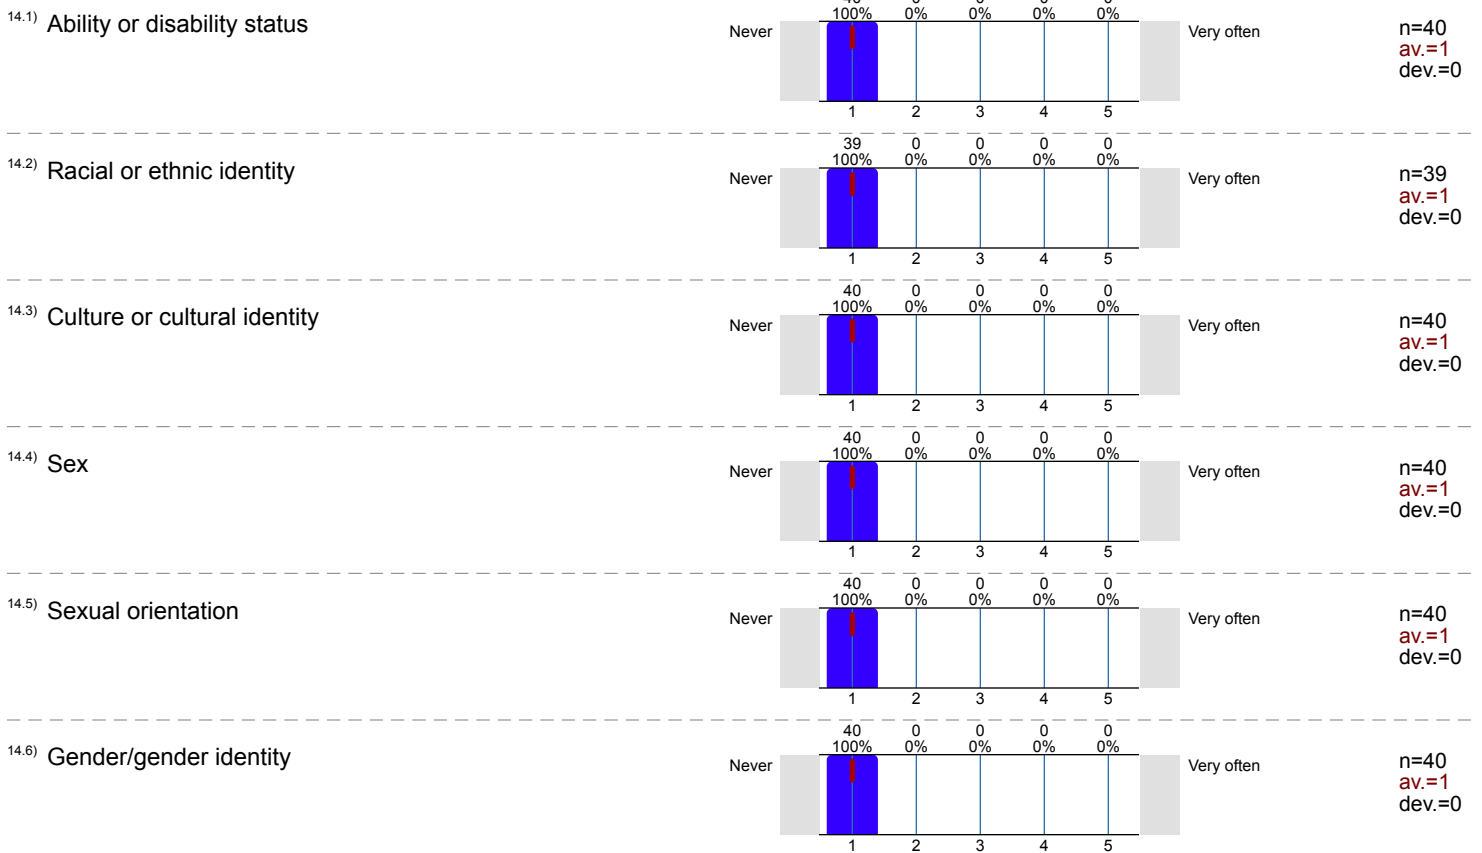 40 0 0 0 0
14.1) Ability or disability status
100% 0% 0% 0% 0%
Never
Very often
n=40
av.=1
dev.=0
1 2 3 4 5
39 0 0 0 0
14.2) Racial or ethnic identity
100% 0% 0% 0% 0%
Never
Very often
n=39
av.=1
dev.=0
1 2 3 4 5
40 0 0 0 0
14.3) Culture or cultural identity
100% 0% 0% 0% 0%
Never
Very often
n=40
av.=1
dev.=0
1 2 3 4 5
40 0 0 0 0
14.4) Sex
100% 0% 0% 0% 0%
Never
Very often
n=40
av.=1
dev.=0
1 2 3 4 5
40 0 0 0 0
14.5) Sexual orientation
100% 0% 0% 0% 0%
Never
Very often
n=40
av.=1
dev.=0
1 2 3 4 5
40 0 0 0 0
14.6) Gender/gender identity
100% 0% 0% 0% 0%
Never
Very often
n=40
av.=1
dev.=0
1 2 3 4 5